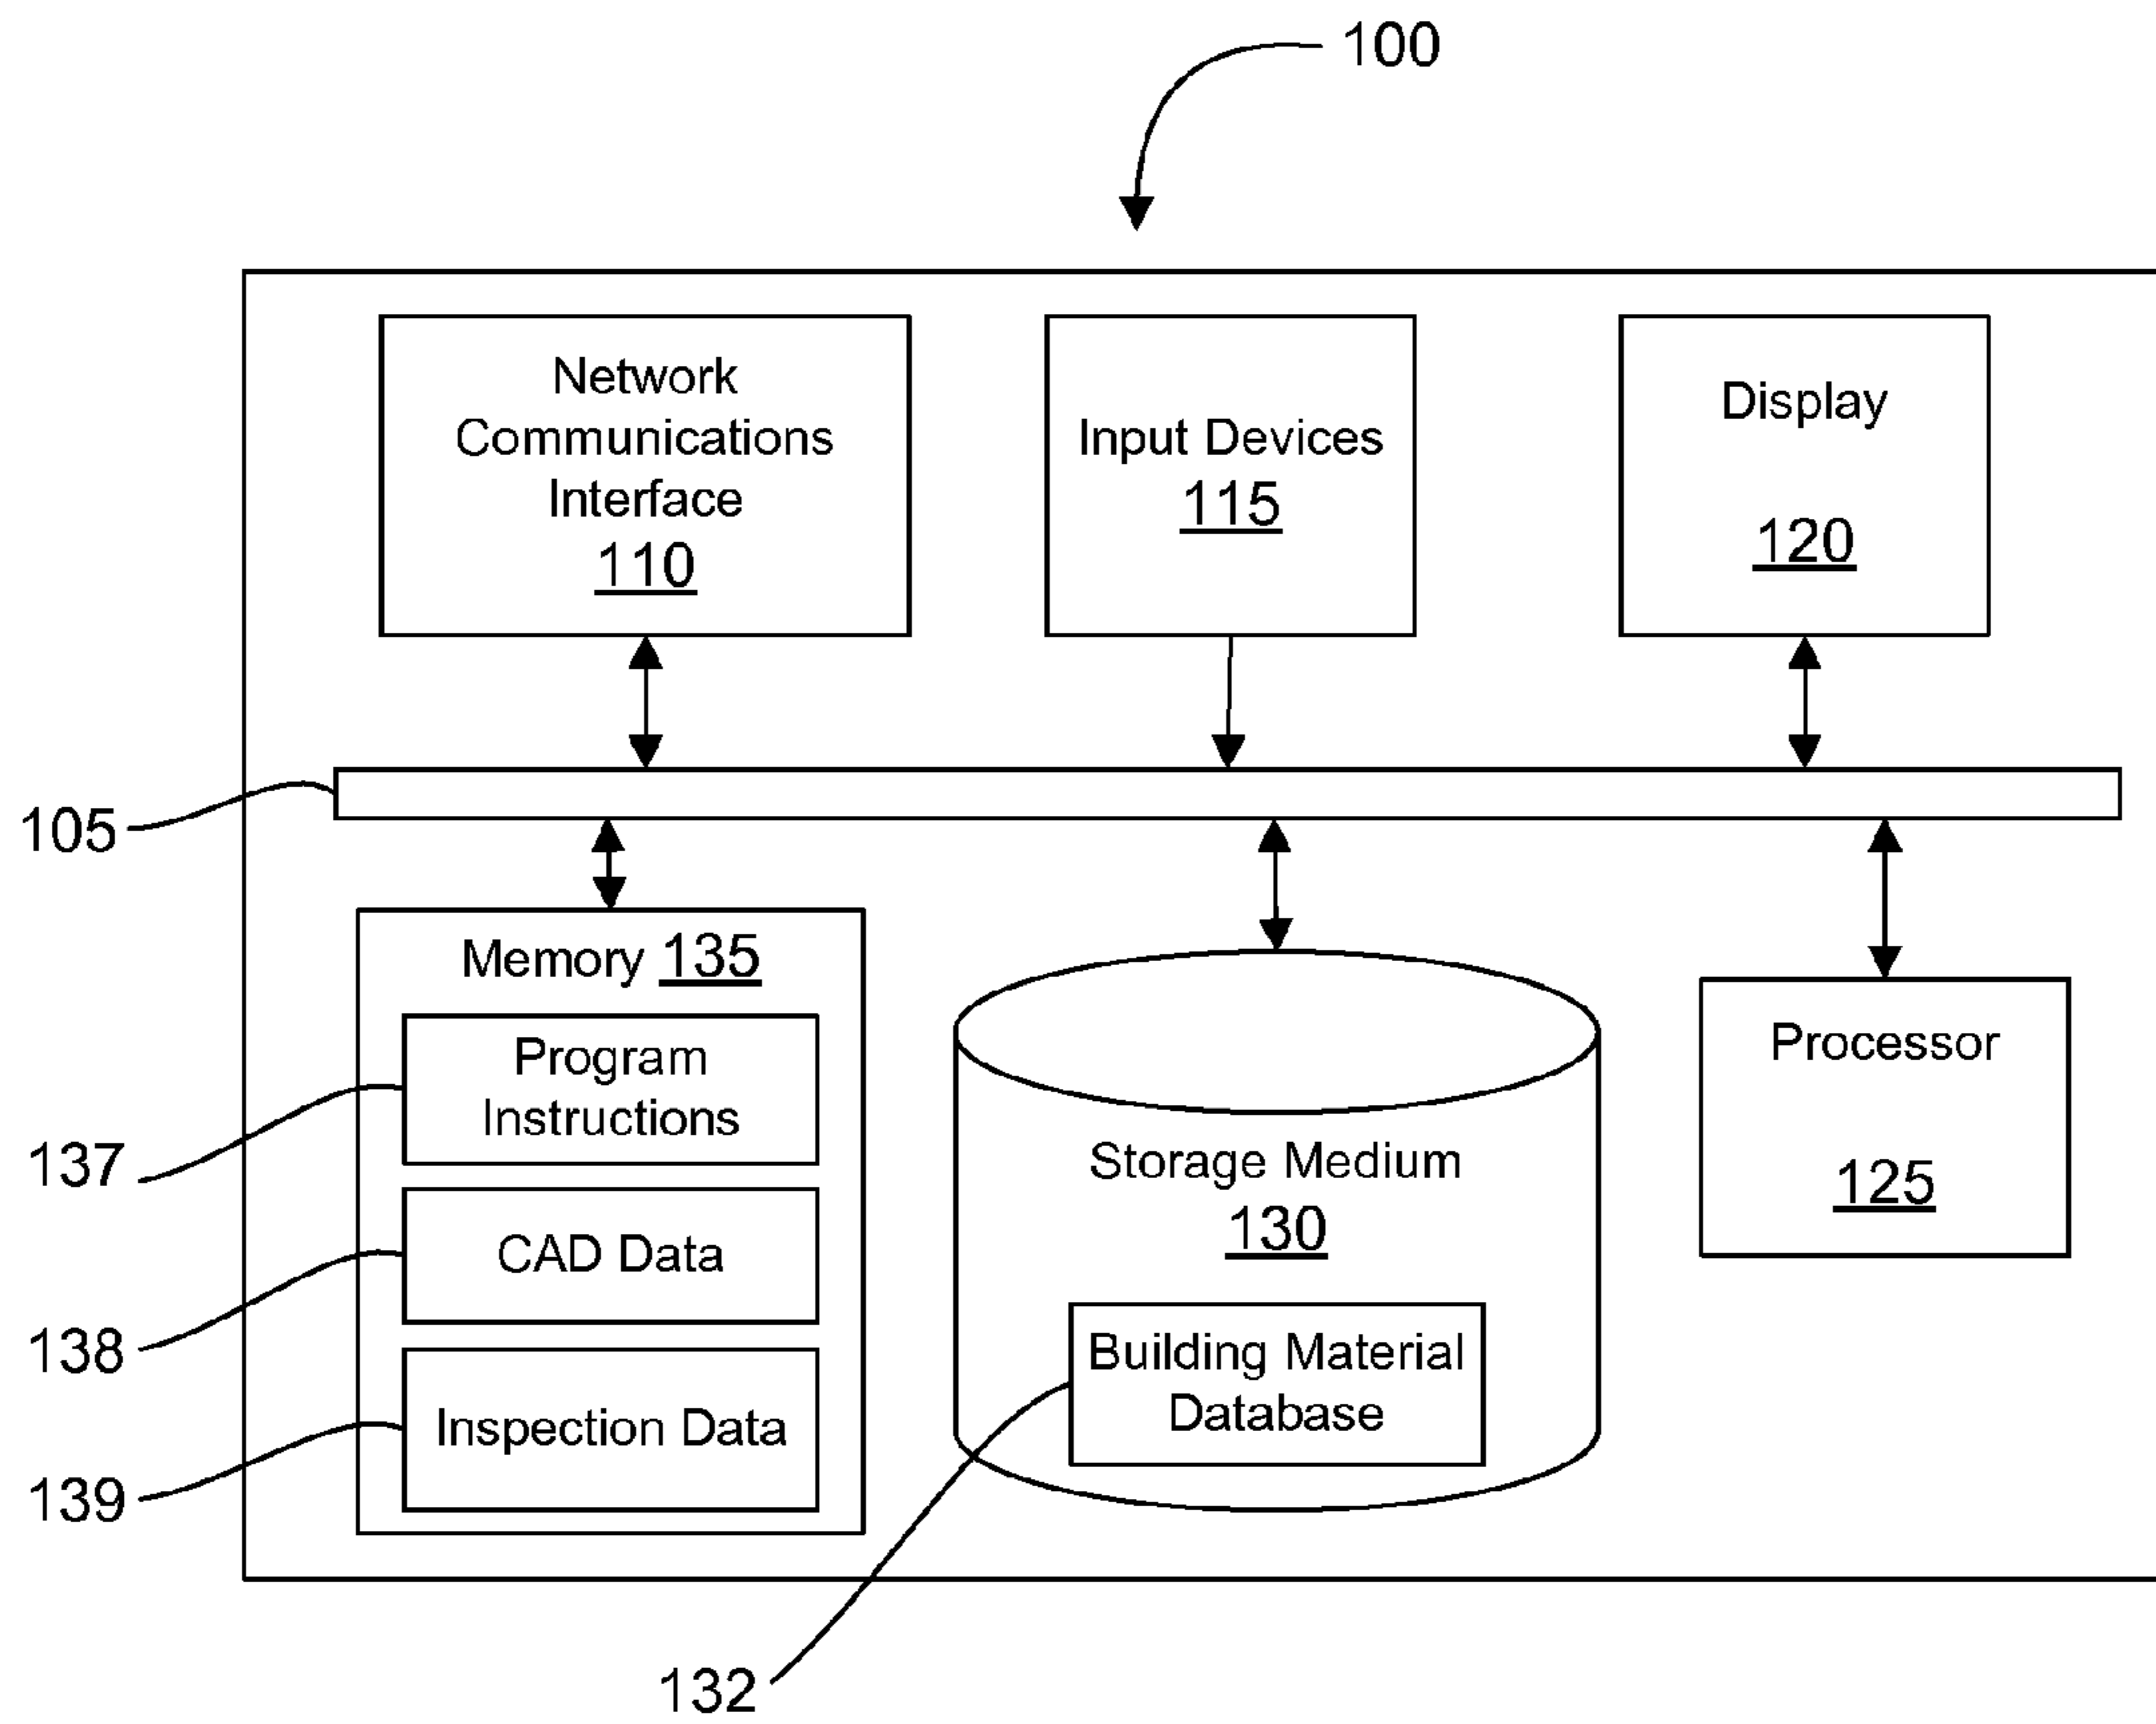 100
Network
Communications
Interface
110
Input Devices
115
Display
120
105
Memory 135
Program
Instructions
137
CAD Data
138
Inspection Data
139
Storage Medium
130
Building Material
Database
132
Processor
125